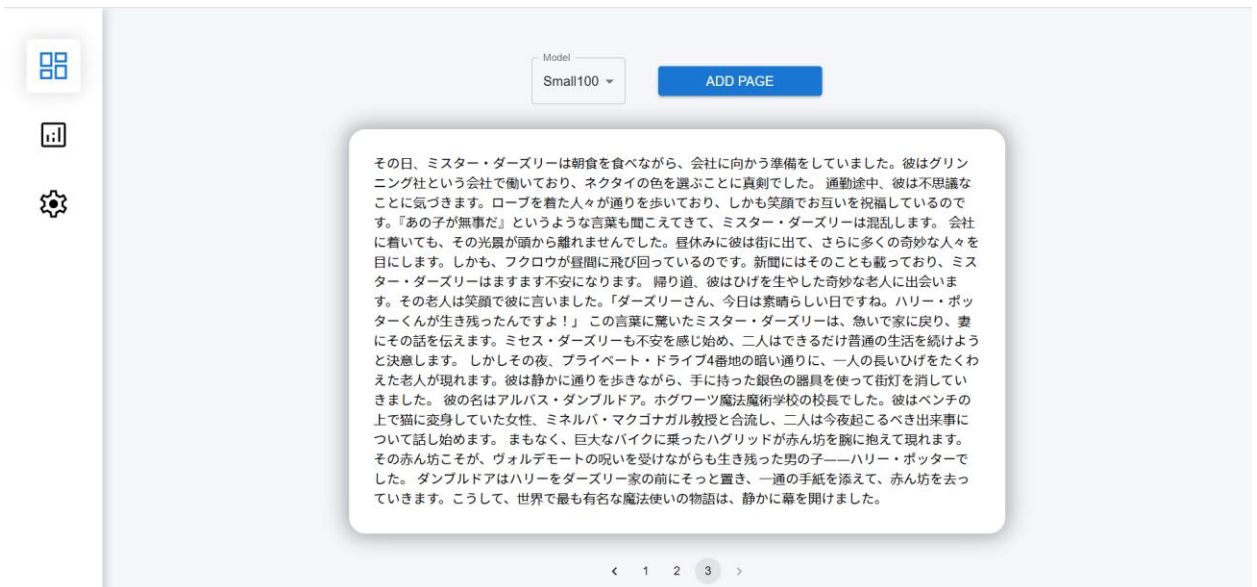 Model
Small100
ADD PAGE
その日、ミスター・ダーズリーは朝食を食べながら、会社に向かう準備をしていました。彼はグリン
ニング社という会社で働いており、ネクタイの色を選ぶことに真剣でした。 通勤途中、彼は不思議な
ことに気づきます。ローブを着た人々が通りを歩いており、しかも笑顔でお互いを祝福しているので
す。『あの子が無事だ』というような言葉も聞こえてきて、ミスター・ダーズリーは混乱します。 会社
に着いても、その光景が頭から離れませんでした。昼休みに彼は街に出て、さらに多くの奇妙な人々を
目にします。しかも、フクロウが昼間に飛び回っているのです。新聞にはそのことも載っており、ミス
ター・ダーズリーはますます不安になります。 帰り道、彼はひげを生やした奇妙な老人に出会いま
す。その老人は笑顔で彼に言いました。「ダーズリーさん、今日は素晴らしい日ですね。ハリー・ポッ
ターくんが生き残ったんですよ！」 この言葉に驚いたミスター・ダーズリーは、急いで家に戻り、妻
にその話を伝えます。ミセス・ダーズリーも不安を感じ始め、二人はできるだけ普通の生活を続けよう
と決意します。 しかしその夜、プライベート・ドライブ4番地の暗い通りに、一人の長いひげをたくわ
えた老人が現れます。彼は静かに通りを歩きながら、手に持った銀色の器具を使って街灯を消してい
きました。 彼の名はアルバス・ダンブルドア。ホグワーツ魔法魔術学校の校長でした。彼はベンチの
上で猫に変身していた女性、ミネルバ・マクゴナガル教授と合流し、二人は今夜起こるべき出来事に
ついて話し始めます。 まもなく、巨大なバイクに乗ったハグリッドが赤ん坊を腕に抱えて現れます。
その赤ん坊こそが、ヴォルデモートの呪いを受けながらも生き残った男の子——ハリー・ポッターで
した。 ダンブルドアはハリーをダーズリー家の前にそっと置き、一通の手紙を添えて、赤ん坊を去っ
ていきます。こうして、世界で最も有名な魔法使いの物語は、静かに幕を開けました。
1 2 3